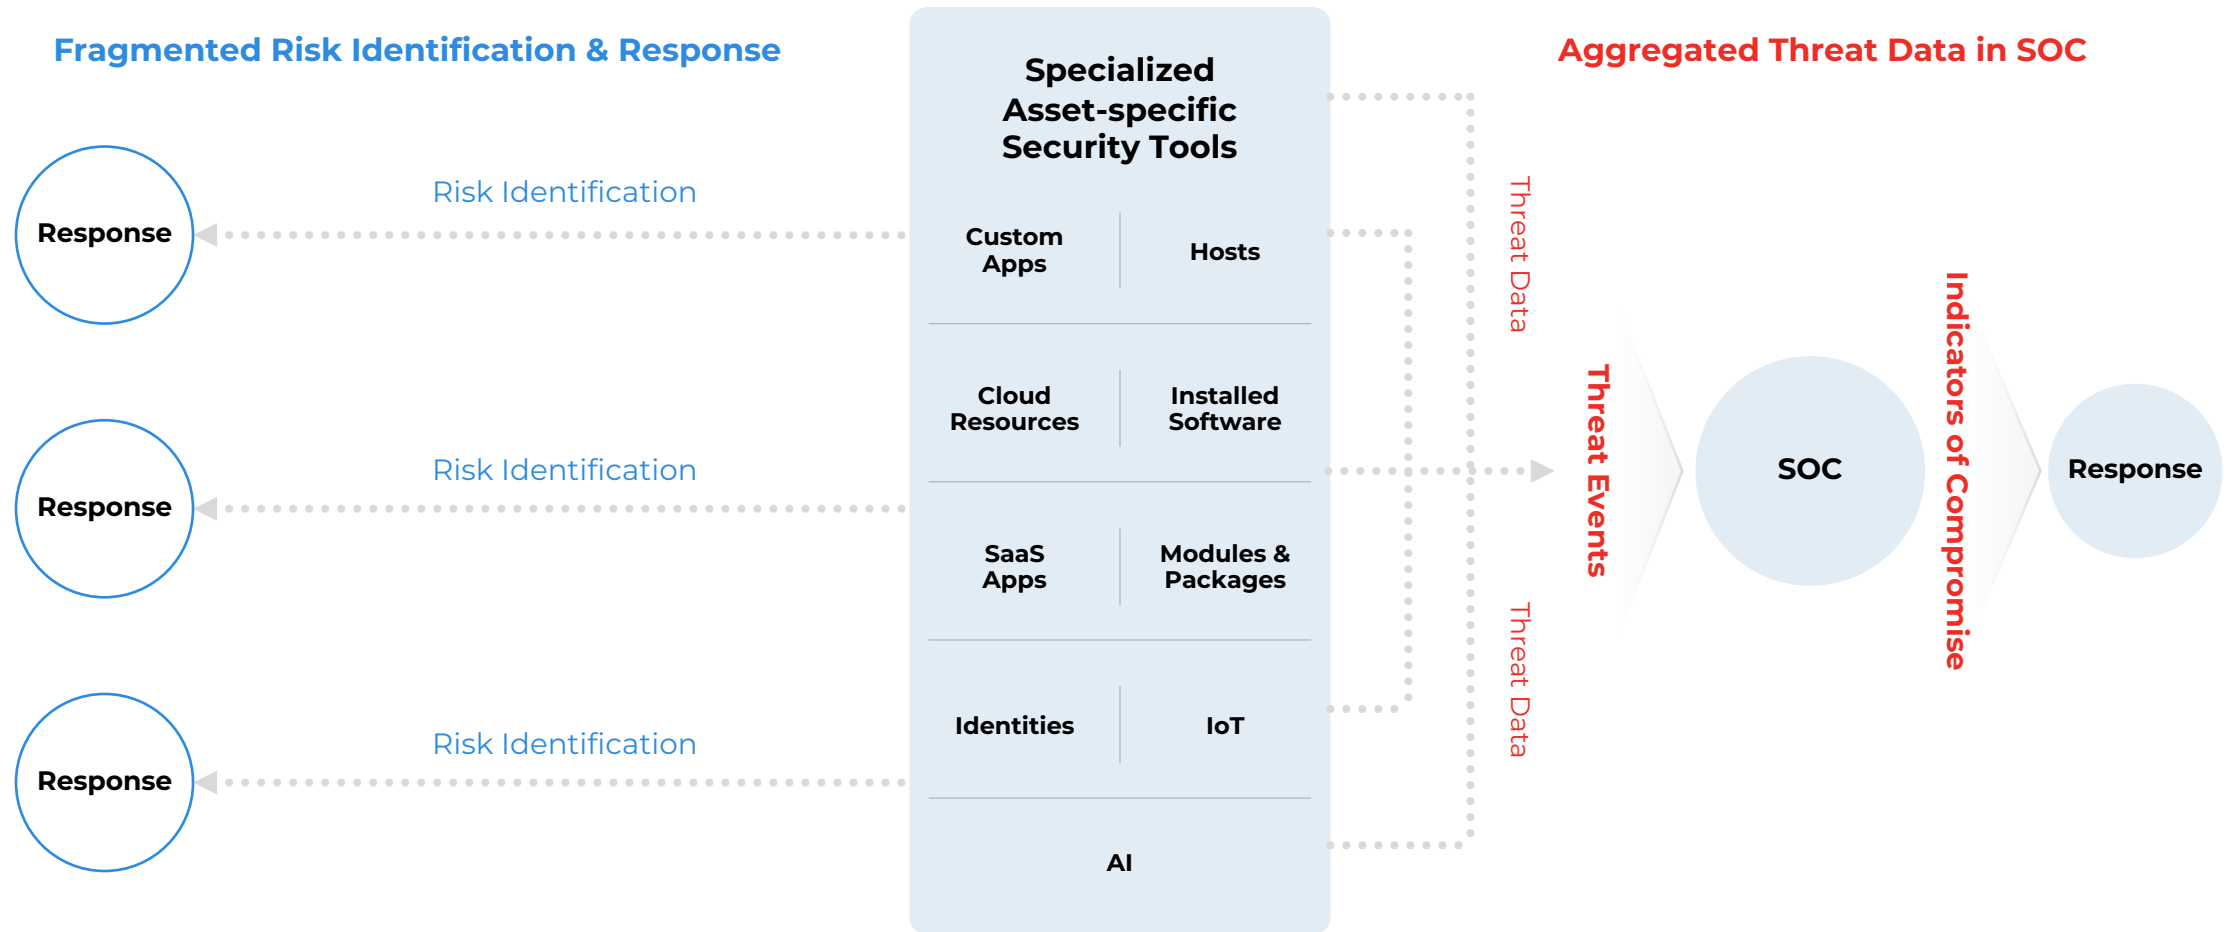 Fragmented Risk Identification & Response
Response
Risk Identification
Response
Risk Identification
Response
Risk Identification
Specialized
Asset-specific
Security Tools
Custom
Apps
Hosts
Cloud
Resources
Installed
Software
SaaS
Apps
Modules &
Packages
Identities
IoT
AI
Aggregated Threat Data in SOC
Threat Data
Threat Data
Threat Events
SOC
Indicators of Compromise
Response